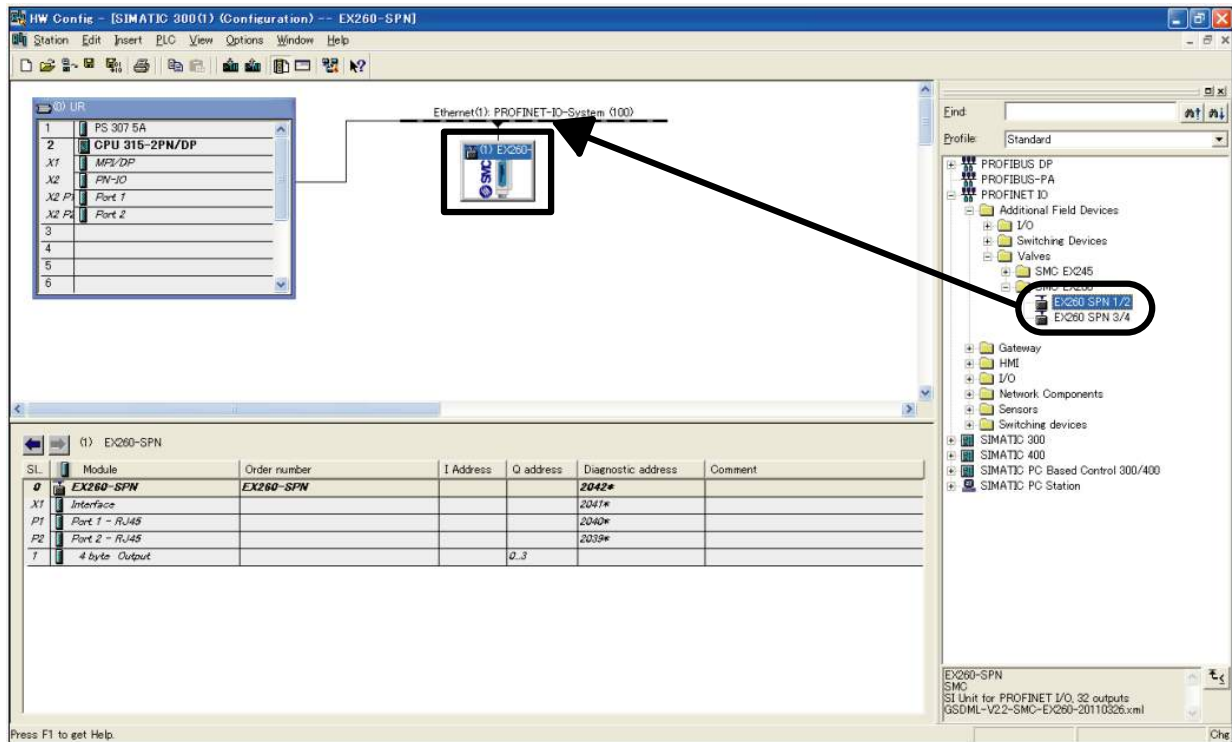 HW Config - [SIMATIC 300(1) (Configuration) -- EX260-SPN]
Station Edit Insert PLC View Options Window Help
(0) UR
1 PS 307 5A
2 CPU 315-2PN/DP
X1 MPI/DP
X2 PN-IO
X2 P1 Port 1
X2 P2 Port 2
3
4
5
6
Ethernet(1): PROFINET-IO-System (100)
(1) EX260-
SMC
Find:
Profile: Standard
PROFIBUS DP
PROFIBUS-PA
PROFINET IO
Additional Field Devices
I/O
Switching Devices
Valves
SMC EX245
SMC EX260
EX260 SPN 1/2
EX260 SPN 3/4
Gateway
HMI
I/O
Network Components
Sensors
Switching devices
SIMATIC 300
SIMATIC 400
SIMATIC PC Based Control 300/400
SIMATIC PC Station
(1) EX260-SPN
Sl... Module Order number I Address Q address Diagnostic address Comment
0 EX260-SPN EX260-SPN 2042*
X1 Interface 2041*
P1 Port 1 - RJ45 2040*
P2 Port 2 - RJ45 2039*
1 4 byte Output 0..3
EX260-SPN
SMC
SI Unit for PROFINET I/O, 32 outputs
GSDML-V2.2-SMC-EX260-20110326.xml
Press F1 to get Help.
Chg